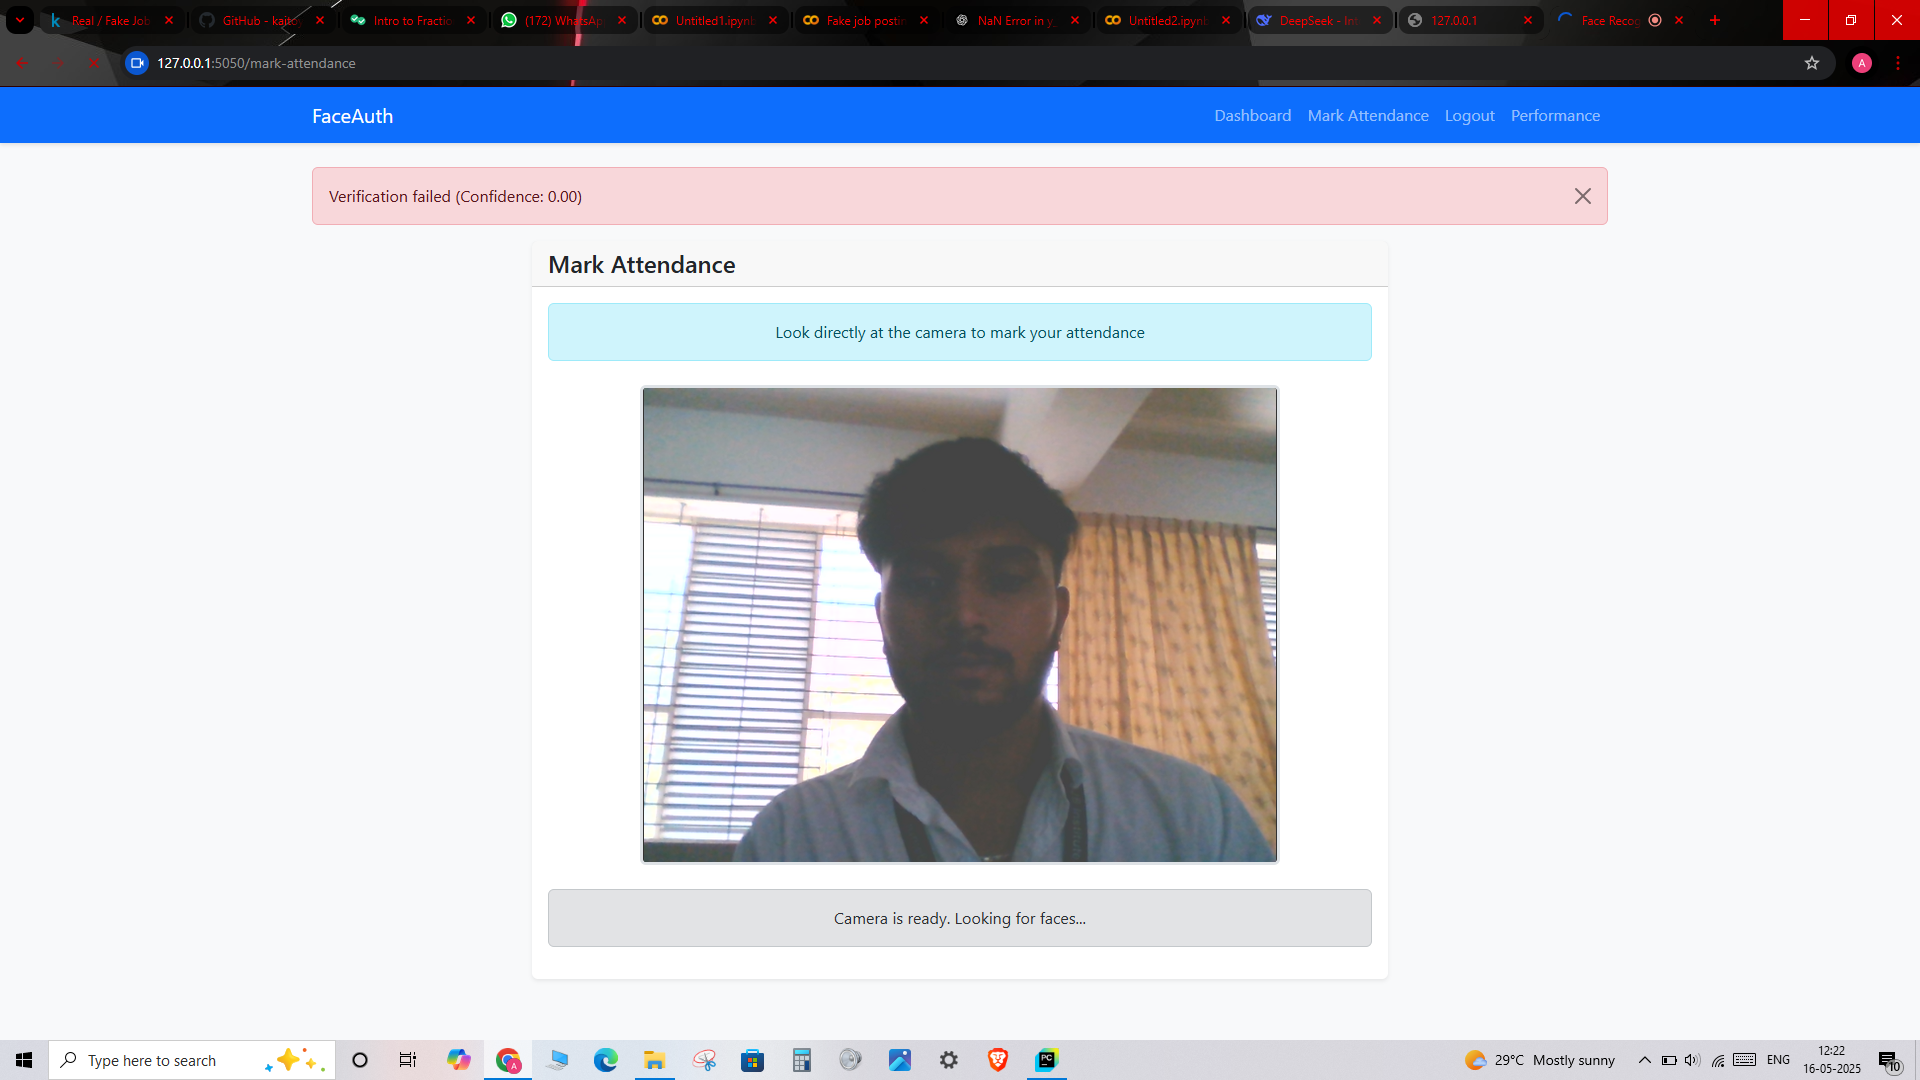 Real / Fake Job
GitHub - kaito
Intro to Fractio
(172) WhatsAp
Untitled1.ipynb
Fake job postin
NaN Error in y
Untitled2.ipynb
DeepSeek - Int
127.0.0.1
Face Recog
127.0.0.1:5050/mark-attendance
A
FaceAuth
Dashboard
Mark Attendance
Logout
Performance
Verification failed (Confidence: 0.00)
Mark Attendance
Look directly at the camera to mark your attendance
Camera is ready. Looking for faces...
Type here to search
29°C Mostly sunny
ENG
12:22
16-05-2025
10